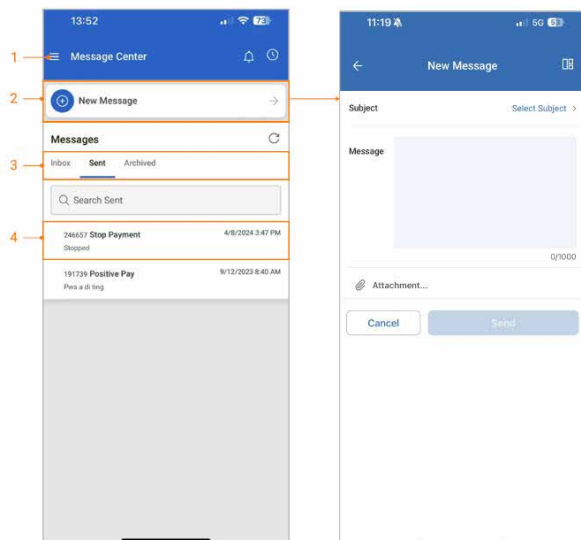 13:52
73
1
Message Center
2
New Message
Messages
3
Inbox Sent Archived
Search Sent
4
246657 Stop Payment 4/8/2024 3:47 PM
Stopped
191739 Positive Pay 9/12/2023 8:40 AM
Pwa a di ting
11:19
5G
New Message
Subject Select Subject
Message
0/1000
Attachment...
Cancel Send